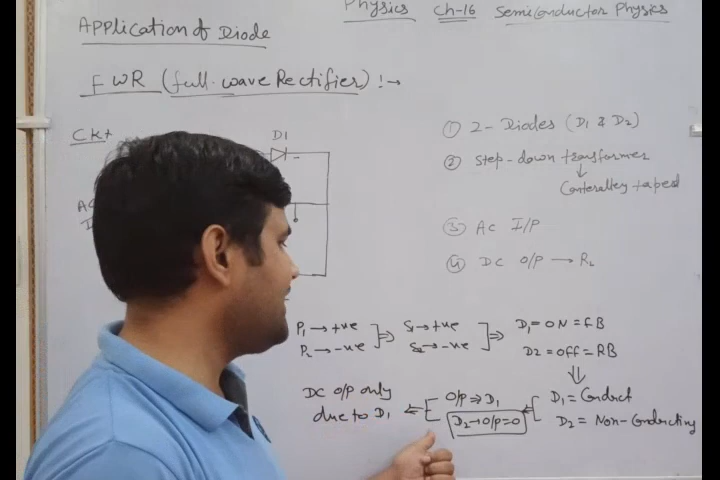 Physics Ch-16 Semiconductor Physics
Application of Diode
FWR (full-wave Rectifier) !→
Ckt
D1
① 2-Diodes (D1 & D2)
② Step-down transformer
↓
Centeralley taped
③ AC I/P
④ DC O/P → RL
P1 → +ve ⇒ S1 → +ve ⇒ D1 = ON = FB
P2 → -ve S2 → -ve D2 = OFF = RB
⇓
DC O/P only ⇐ O/P ⇒ D1 ⇐ D1 = Conduct
due to D1 D2 → O/P = 0 D2 = Non-Conducting